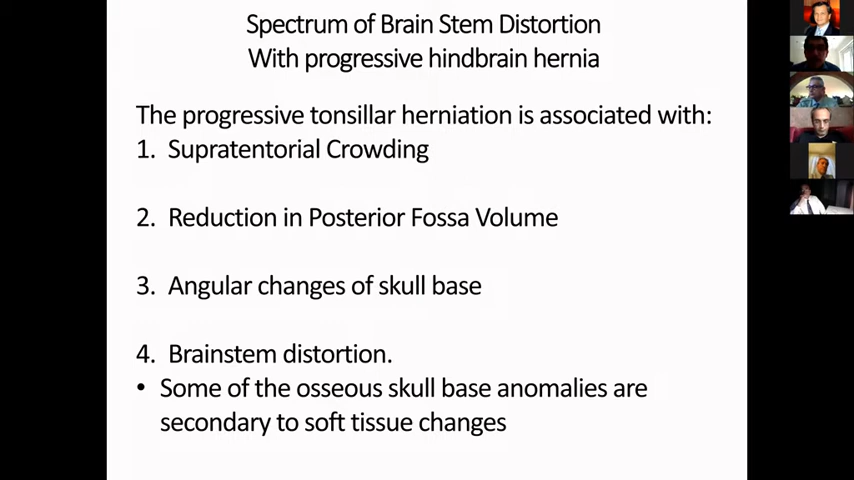 Spectrum of Brain Stem Distortion
With progressive hindbrain hernia
The progressive tonsillar herniation is associated with:
1. Supratentorial Crowding
2. Reduction in Posterior Fossa Volume
3. Angular changes of skull base
4. Brainstem distortion.
• Some of the osseous skull base anomalies are
secondary to soft tissue changes